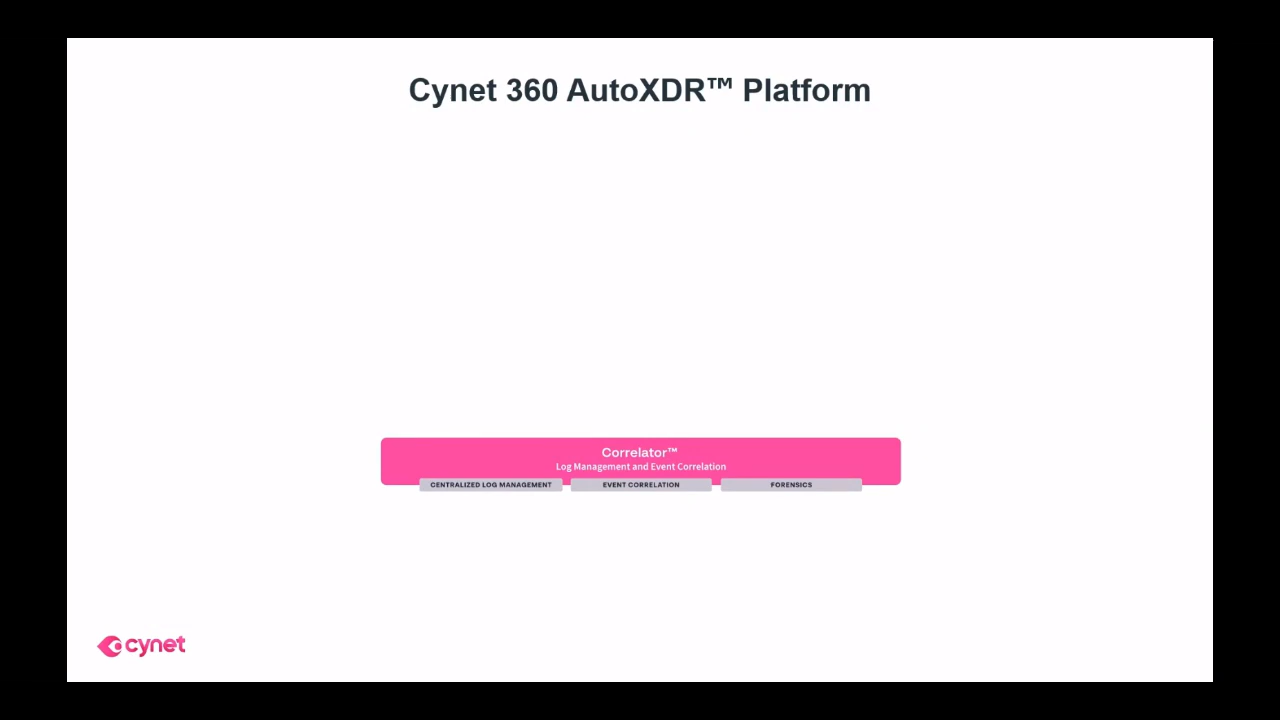 Cynet 360 AutoXDR™ Platform
Correlator™
Log Management and Event Correlation
CENTRALIZED LOG MANAGEMENT
EVENT CORRELATION
FORENSICS
cynet